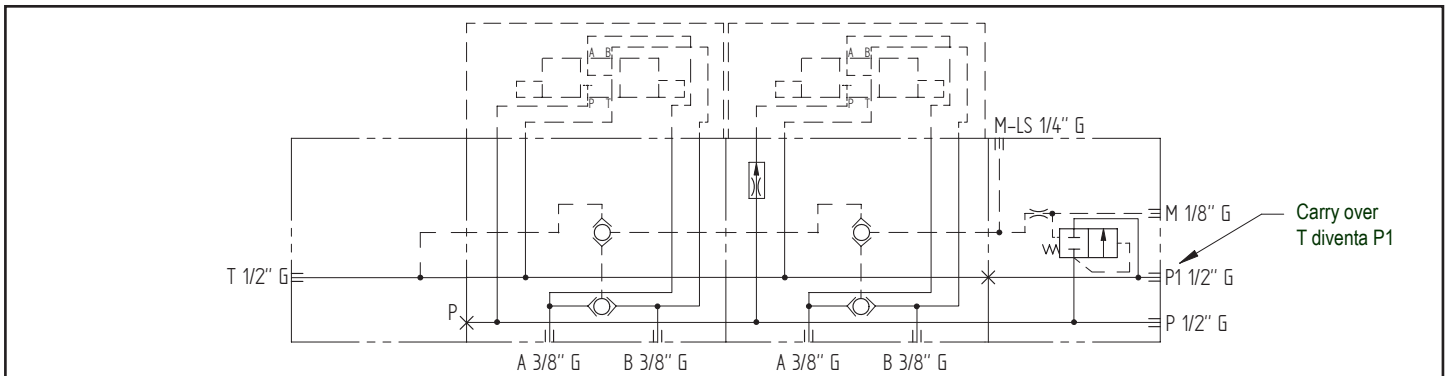 A B
A B
P T
P T
M-LS 1/4" G
M 1/8" G
Carry over
T diventa P1
T 1/2" G
P1 1/2" G
P
P 1/2" G
A 3/8" G
B 3/8" G
A 3/8" G
B 3/8" G